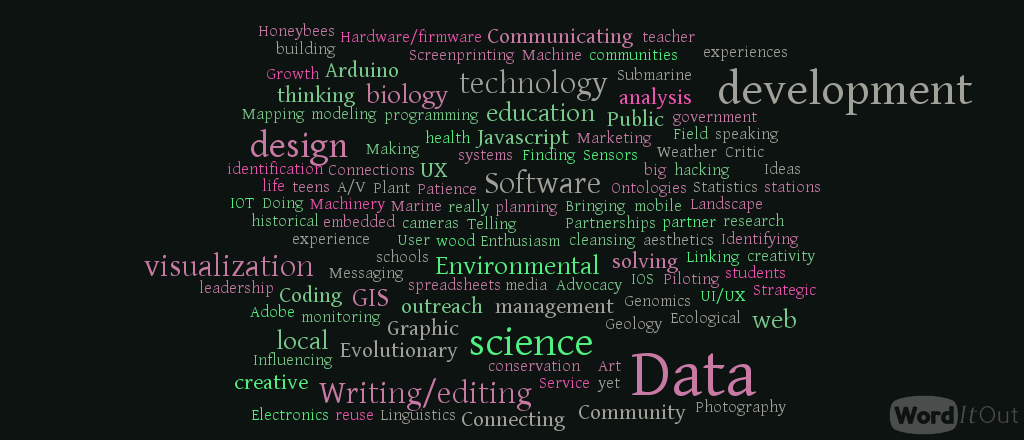 Honeybees Hardware/firmware Communicating teacher
building Screenprinting Machine communities experiences
Growth Arduino technology Submarine development
thinking biology analysis
Mapping modeling programming education Public government
design Making health Javascript Marketing Field speaking
systems Finding Sensors Weather Critic
identification Connections UX big hacking Ideas
life teens A/V Plant Patience Software Ontologies Statistics stations
IOT Doing Machinery Marine really planning Bringing mobile Landscape
historical embedded cameras Telling Partnerships partner research
experience User wood Enthusiasm cleansing aesthetics Identifying
visualization schools Environmental solving Linking creativity
Messaging IOS Piloting students
leadership Coding GIS spreadsheets media Advocacy UI/UX Strategic
Adobe monitoring outreach management Genomics
Graphic Geology Ecological web
local Evolutionary science
Influencing conservation Art Data
creative Writing/editing Service yet
Electronics reuse Linguistics Connecting Community Photography
WordItOut